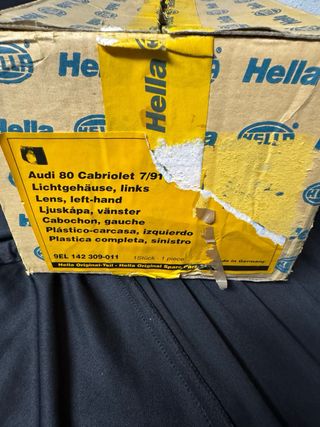 Hella
HELLA
Hella
HELLA
Hella
Audi 80 Cabriolet 7/91
Lichtgehäuse, links
Lens, left-hand
Ljuskåpa, vänster
Cabochon, gauche
Plástico-carcasa, izquierdo
Plastica completa, sinistro
9EL 142 309-011 1 Stück · 1 piece Made in Germany
Hella Original-Teil - Hella Original Spare Part